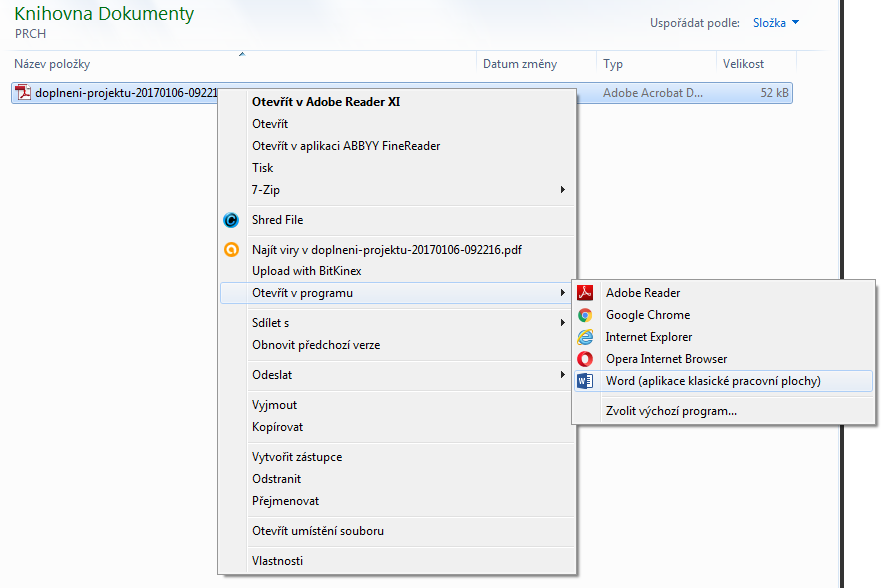 Knihovna Dokumenty
PRCH
Uspořádat podle: Složka
Název položky Datum změny Typ Velikost
doplneni-projektu-20170106-09221 Adobe Acrobat D... 52 kB
Otevřít v Adobe Reader XI
Otevřít
Otevřít v aplikaci ABBYY FineReader
Tisk
7-Zip
Shred File
Najít viry v doplneni-projektu-20170106-092216.pdf
Upload with BitKinex
Otevřít v programu
Sdílet s
Obnovit předchozí verze
Odeslat
Vyjmout
Kopírovat
Vytvořit zástupce
Odstranit
Přejmenovat
Otevřít umístění souboru
Vlastnosti
Adobe Reader
Google Chrome
Internet Explorer
Opera Internet Browser
Word (aplikace klasické pracovní plochy)
Zvolit výchozí program...